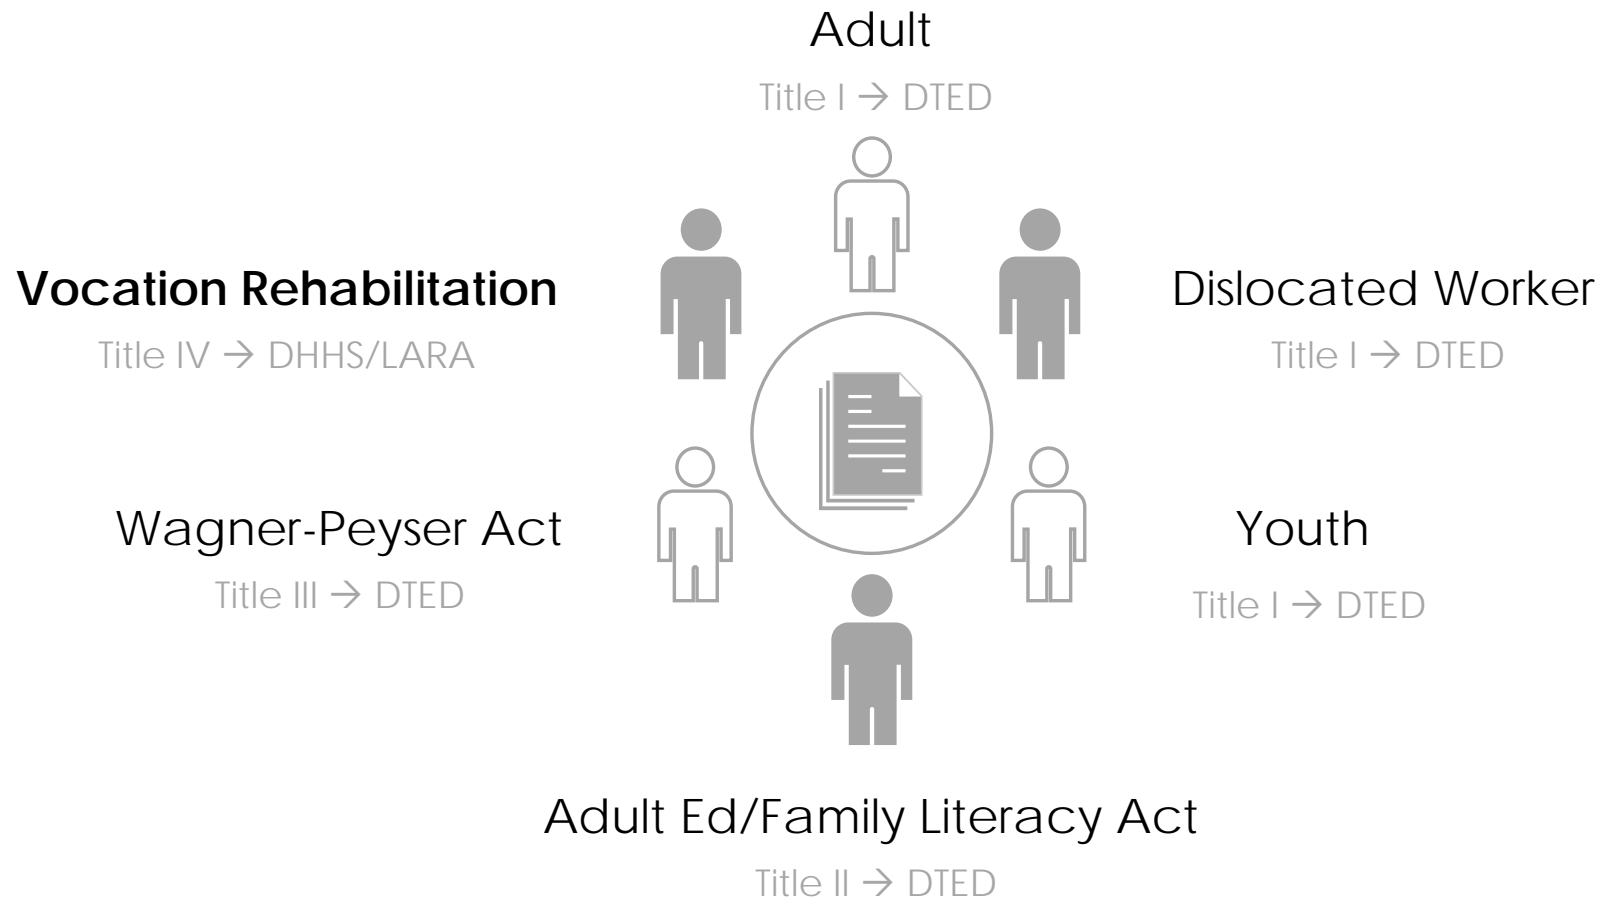 Adult
Title I → DTED
Vocation Rehabilitation
Title IV → DHHS/LARA
Dislocated Worker
Title I → DTED
Wagner-Peyser Act
Title III → DTED
Youth
Title I → DTED
Adult Ed/Family Literacy Act
Title II → DTED